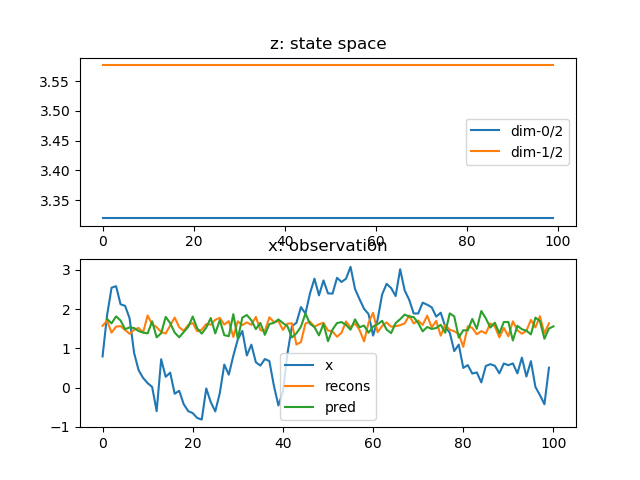 z: state space
3.55
3.50
3.45
3.40
3.35
dim-0/2
dim-1/2
0 20 40 60 80 100
x: observation
3
2
1
0
−1
x
recons
pred
0 20 40 60 80 100